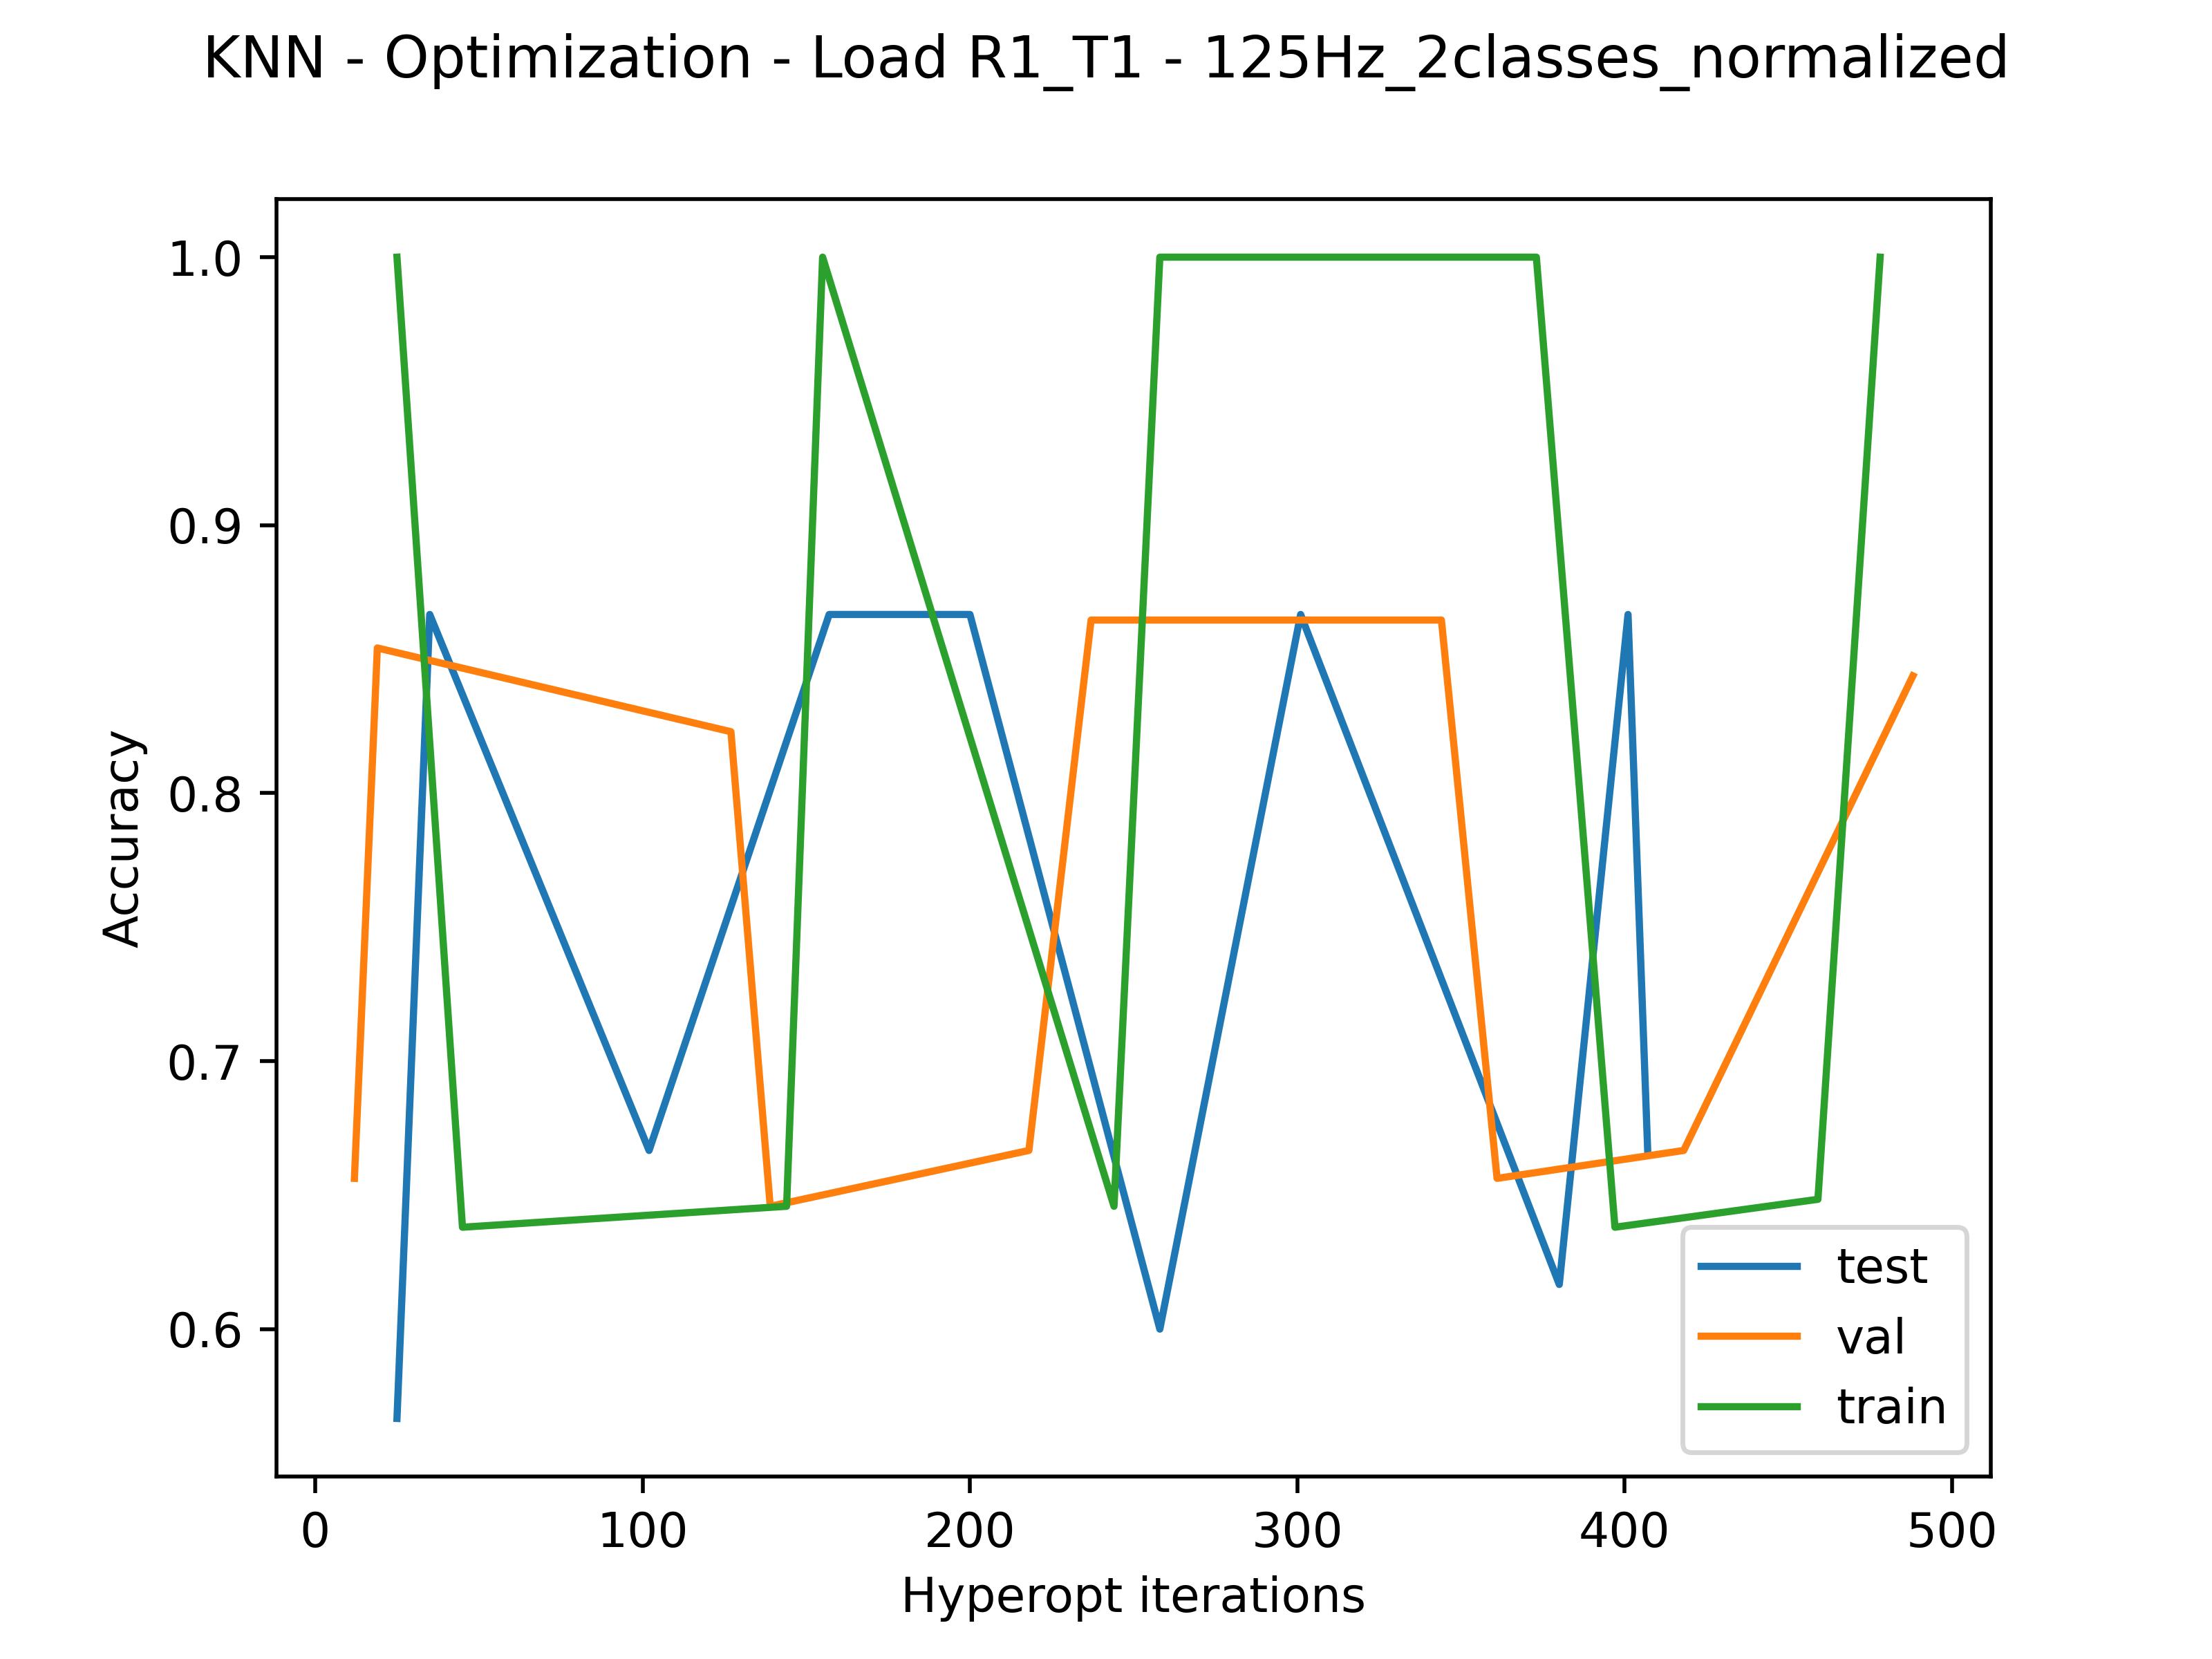 KNN - Optimization - Load R1_T1 - 125Hz_2classes_normalized
1.0
0.9
0.8
0.7
0.6
Accuracy
0 100 200 300 400 500
Hyperopt iterations
test
val
train